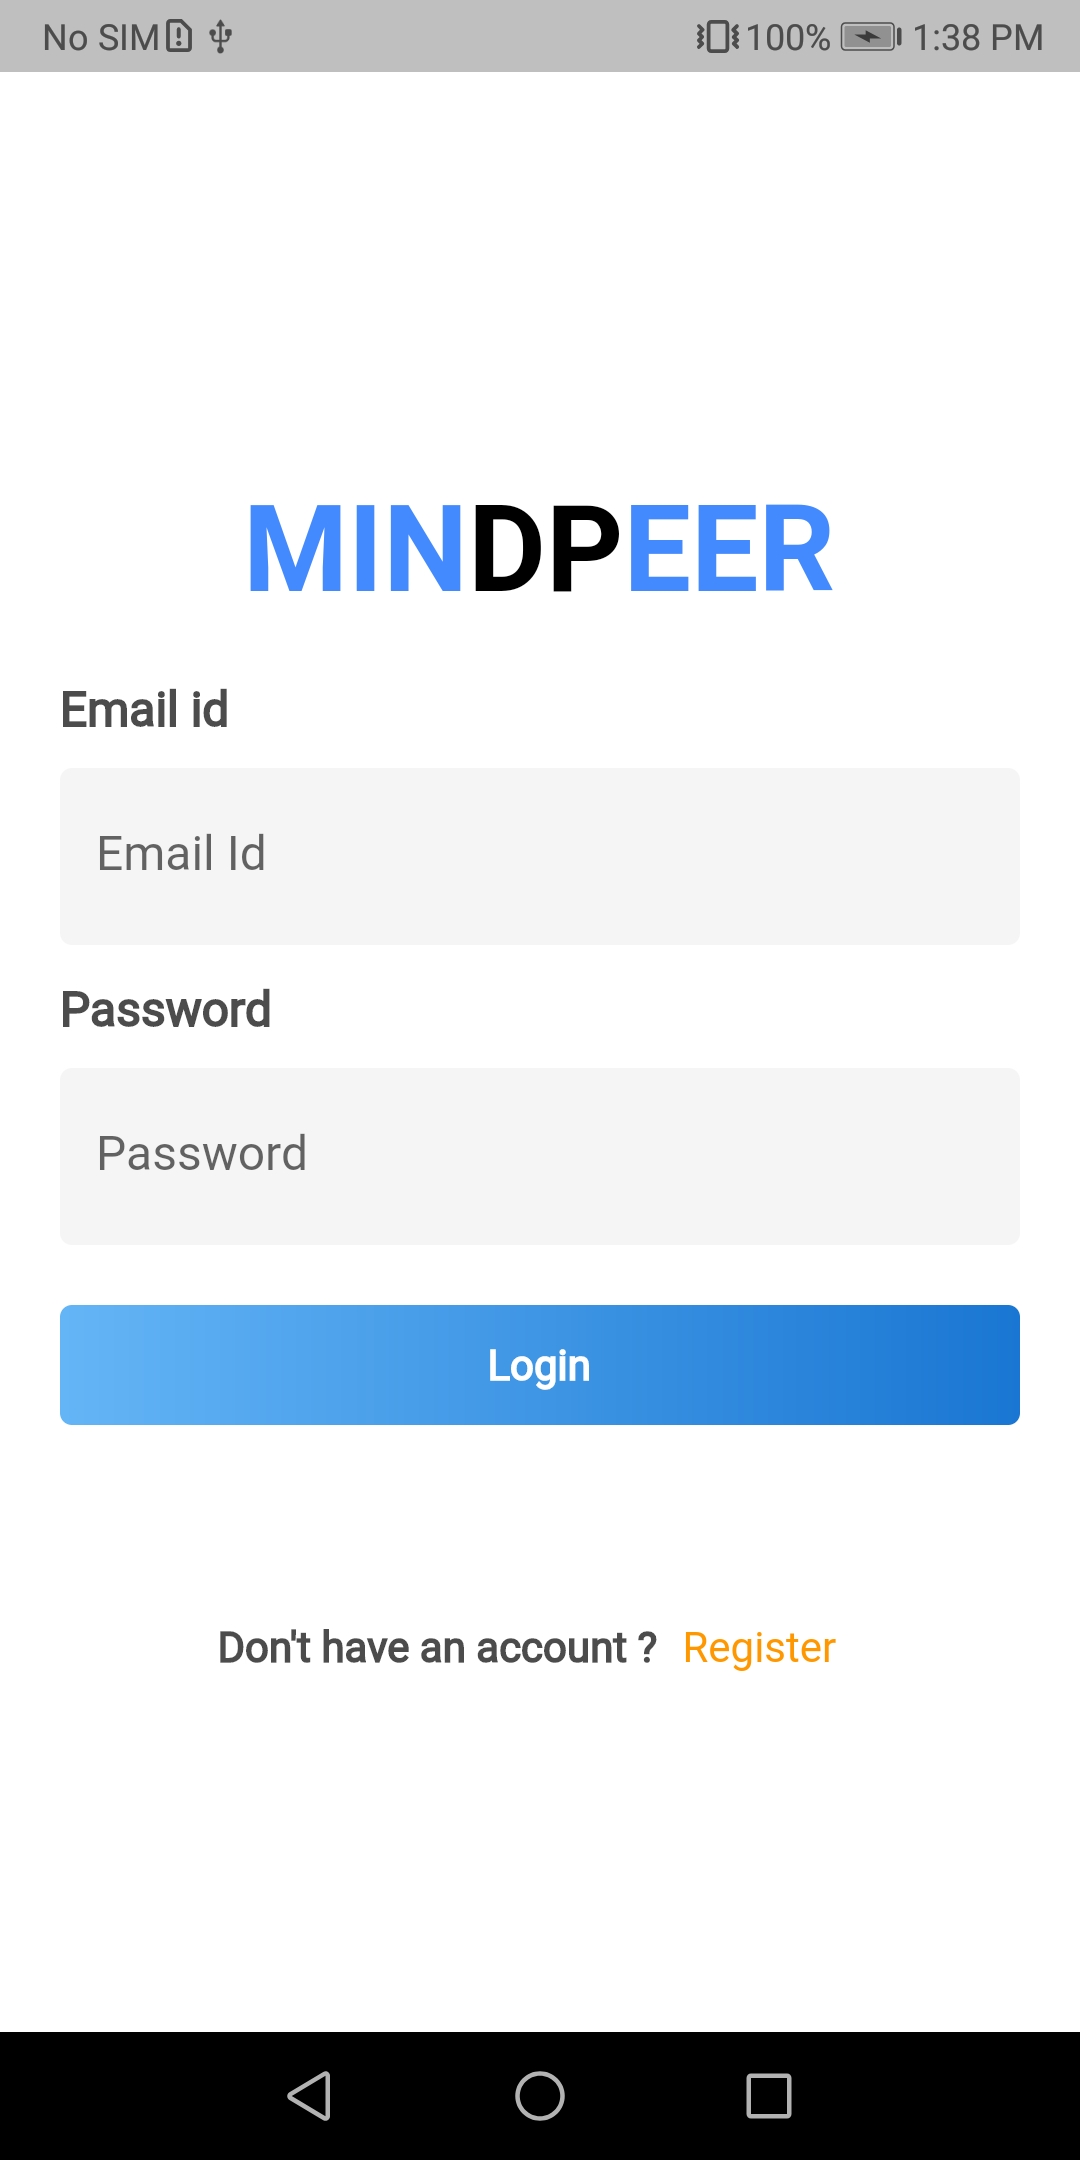 No SIM 100% 1:38 PM
MINDPEER
Email id
Email Id
Password
Password
Login
Don't have an account ? Register